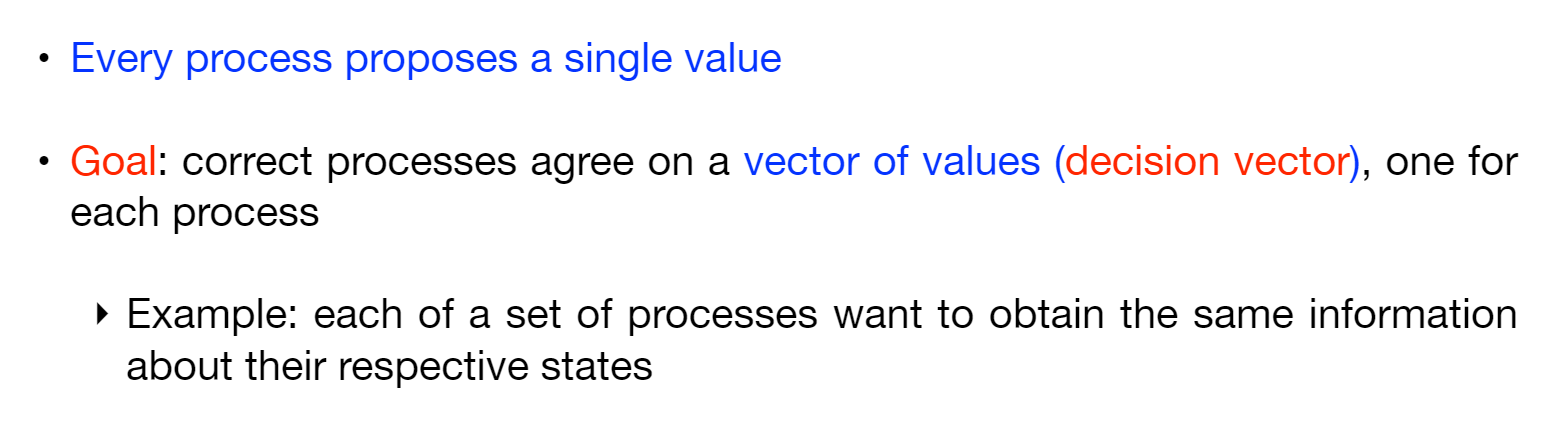 • Every process proposes a single value
• Goal: correct processes agree on a vector of values (decision vector), one for
each process
‣ Example: each of a set of processes want to obtain the same information
about their respective states